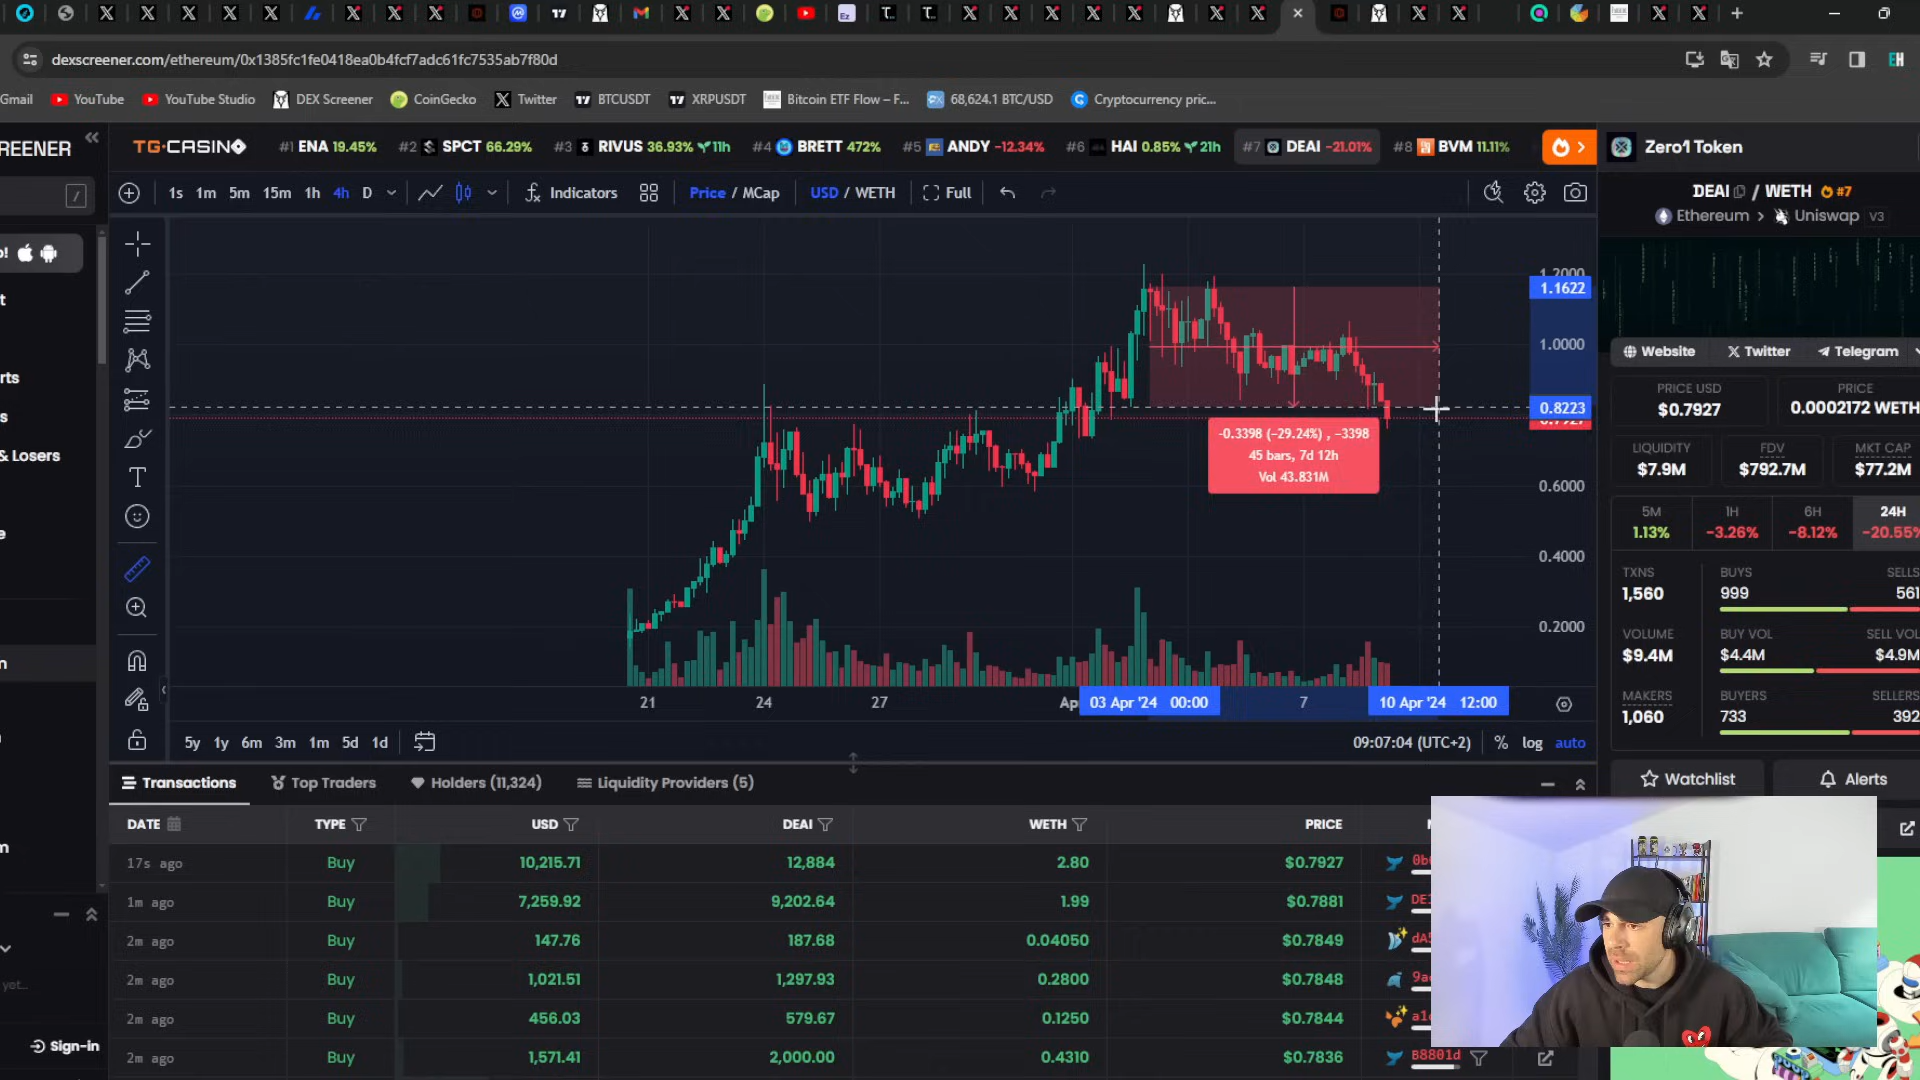 dexscreener.com/ethereum/0x1385fc1fe0418ea0b4fcf7adc61fc7535ab7f80d
Gmail YouTube YouTube Studio DEX Screener CoinGecko Twitter BTCUSDT XRPUSDT Bitcoin ETF Flow – F... 68,624.1 BTC/USD Cryptocurrency pric...
REENER TG.CASINO #1 ENA 19.45% #2 SPCT 66.29% #3 RIVUS 36.93% 11h #4 BRETT 472% #5 ANDY -12.34% #6 HAI 0.85% 21h #7 DEAI -21.01% #8 BVM 11.11% Zero1 Token
/ 1s 1m 5m 15m 1h 4h D Indicators Price / MCap USD / WETH Full
DEAI / WETH #7
Ethereum > Uniswap V3
1.2000
1.1622
1.0000
0.8223
0.7927
0.6000
0.4000
0.2000
-0.3398 (-29.24%) , -3398
45 bars, 7d 12h
Vol 43.831M
21 24 27 Ap 03 Apr '24 00:00 7 10 Apr '24 12:00
5y 1y 6m 3m 1m 5d 1d 09:07:04 (UTC+2) % log auto
rts
& Losers
Sign-in
Website Twitter Telegram
PRICE USD PRICE
$0.7927 0.0002172 WETH
LIQUIDITY FDV MKT CAP
$7.9M $792.7M $77.2M
5M 1H 6H 24H
1.13% -3.26% -8.12% -20.55%
TXNS BUYS SELLS
1,560 999 561
VOLUME BUY VOL SELL VOL
$9.4M $4.4M $4.9M
MAKERS BUYERS SELLERS
1,060 733 392
Watchlist Alerts
Transactions Top Traders Holders (11,324) Liquidity Providers (5)
DATE TYPE USD DEAI WETH PRICE
17s ago Buy 10,215.71 12,884 2.80 $0.7927
1m ago Buy 7,259.92 9,202.64 1.99 $0.7881
2m ago Buy 147.76 187.68 0.04050 $0.7849
2m ago Buy 1,021.51 1,297.93 0.2800 $0.7848
2m ago Buy 456.03 579.67 0.1250 $0.7844
2m ago Buy 1,571.41 2,000.00 0.4310 $0.7836 B8801d